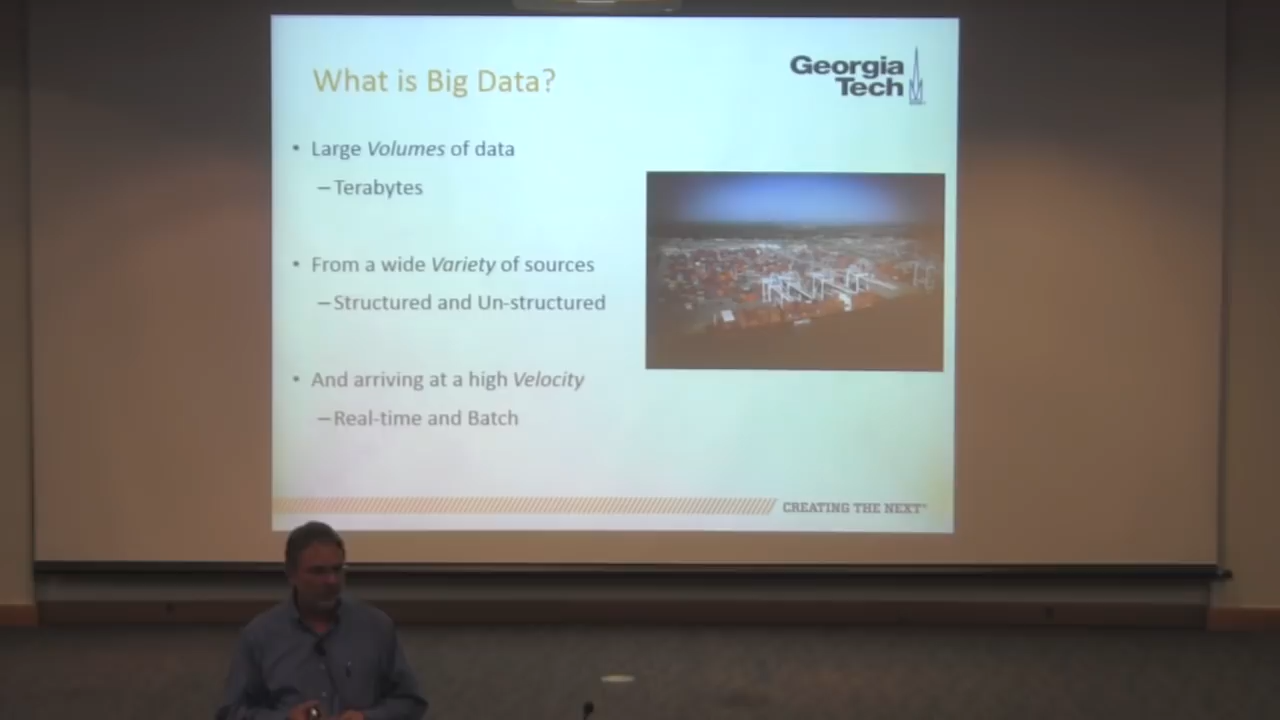 What is Big Data?
Georgia
Tech
• Large Volumes of data
– Terabytes
• From a wide Variety of sources
– Structured and Un-structured
• And arriving at a high Velocity
– Real-time and Batch
CREATING THE NEXT®